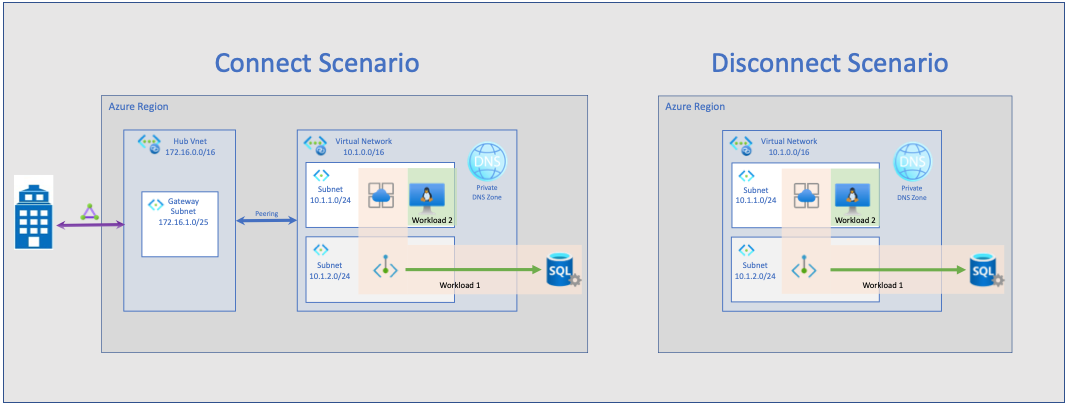 Connect Scenario
Azure Region
Hub Vnet
172.16.0.0/16
Gateway
Subnet
172.16.1.0/25
Peering
Virtual Network
10.1.0.0/16
DNS
Private
DNS Zone
Subnet
10.1.1.0/24
Workload 2
Subnet
10.1.2.0/24
SQL
Workload 1
Disconnect Scenario
Azure Region
Virtual Network
10.1.0.0/16
DNS
Private
DNS Zone
Subnet
10.1.1.0/24
Workload 2
Subnet
10.1.2.0/24
SQL
Workload 1